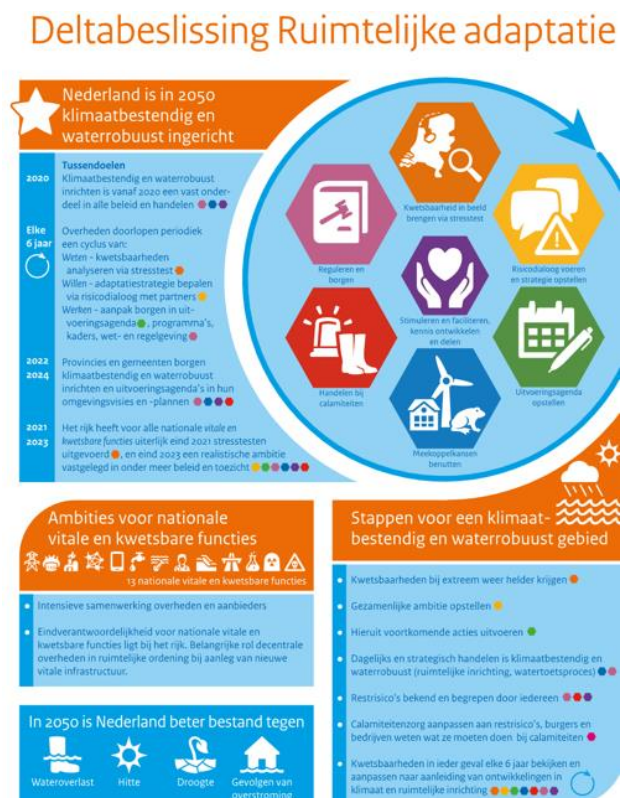 Deltabeslissing Ruimtelijke adaptatie
Nederland is in 2050
klimaatbestendig en
waterrobuust ingericht
Tussendoelen
2020
Klimaatbestendig en waterrobuust
inrichten is vanaf 2020 een vast onder-
deel in alle beleid en handelen
Elke
6 jaar
Overheden doorlopen periodiek
een cyclus van:
Weten - kwetsbaarheden
analyseren via stresstest
Willen - adaptatiestrategie bepalen
via risicodialoog met partners
Werken - aanpak borgen in uit-
voeringsagenda, programma's,
kaders, wet- en regelgeving
2022
2024
Provincies en gemeenten borgen
klimaatbestendig en waterrobuust
inrichten en uitvoeringsagenda's in hun
omgevingsvisies en -plannen
2021
2023
Het rijk heeft voor alle nationale vitale en
kwetsbare functies uiterlijk eind 2021 stresstesten
uitgevoerd, en eind 2023 een realistische ambitie
vastgelegd in onder meer beleid en toezicht
Kwetsbaarheid in beeld
brengen via stresstest
Risicodialoog voeren
en strategie opstellen
Uitvoeringsagenda
opstellen
Meekoppelkansen
benutten
Handelen bij
calamiteiten
Reguleren en
borgen
Stimuleren en faciliteren,
kennis ontwikkelen
en delen
Ambities voor nationale
vitale en kwetsbare functies
13 nationale vitale en kwetsbare functies
Intensieve samenwerking overheden en aanbieders
Eindverantwoordelijkheid voor nationale vitale en
kwetsbare functies ligt bij het rijk. Belangrijke rol decentrale
overheden in ruimtelijke ordening bij aanleg van nieuwe
vitale infrastructuur.
In 2050 is Nederland beter bestand tegen
Wateroverlast
Hitte
Droogte
Gevolgen van
overstroming
Stappen voor een klimaat-
bestendig en waterrobuust gebied
Kwetsbaarheden bij extreem weer helder krijgen
Gezamenlijke ambitie opstellen
Hieruit voortkomende acties uitvoeren
Dagelijks en strategisch handelen is klimaatbestendig en
waterrobuust (ruimtelijke inrichting, watertoetsproces)
Restrisico's bekend en begrepen door iedereen
Calamiteitenzorg aanpassen aan restrisico's, burgers en
bedrijven weten wat ze moeten doen bij calamiteiten
Kwetsbaarheden in ieder geval elke 6 jaar bekijken en
aanpassen naar aanleiding van ontwikkelingen in
klimaat en ruimtelijke inrichting